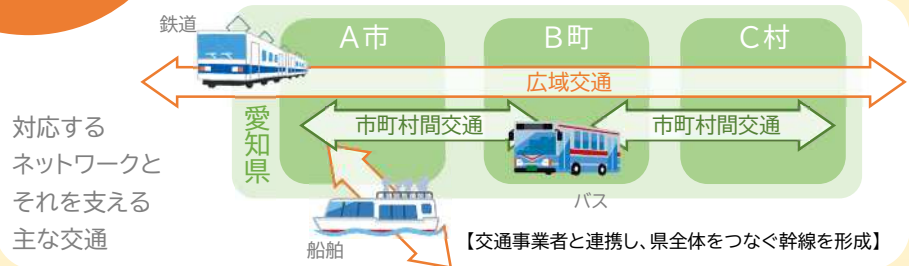 鉄道
A市
B町
C村
広域交通
愛知県
市町村間交通
市町村間交通
対応する
ネットワークと
それを支える
主な交通
バス
船舶
【交通事業者と連携し、県全体をつなぐ幹線を形成】